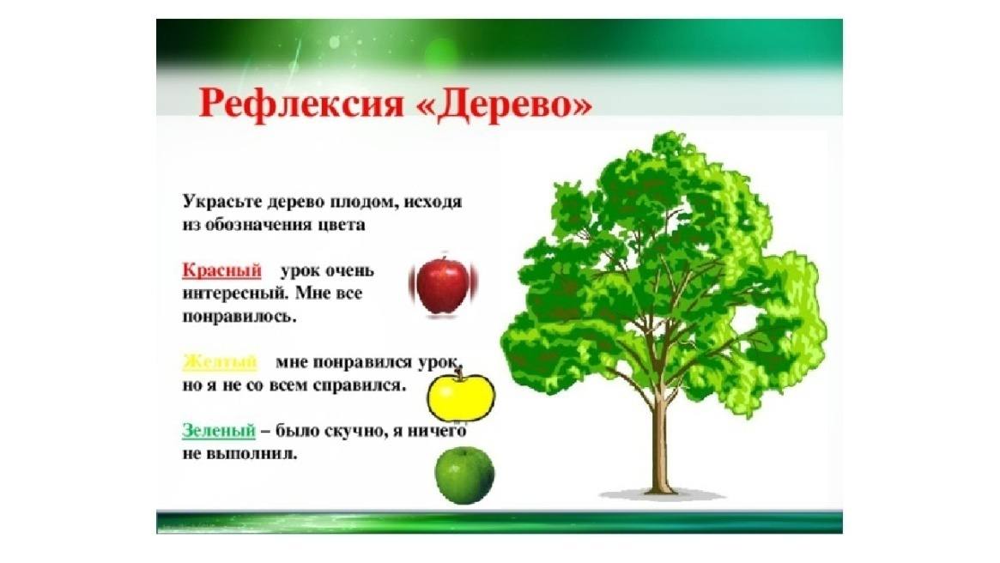 Рефлексия «Дерево»
Украсьте дерево плодом, исходя
из обозначения цвета
Красный урок очень
интересный. Мне все
понравилось.
Желтый мне понравился урок,
но я не со всем справился.
Зеленый – было скучно, я ничего
не выполнил.